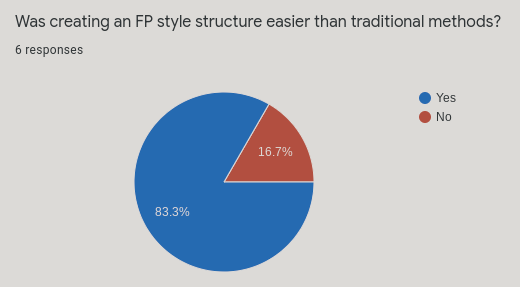 Was creating an FP style structure easier than traditional methods?
6 responses
Yes
No
16.7%
83.3%